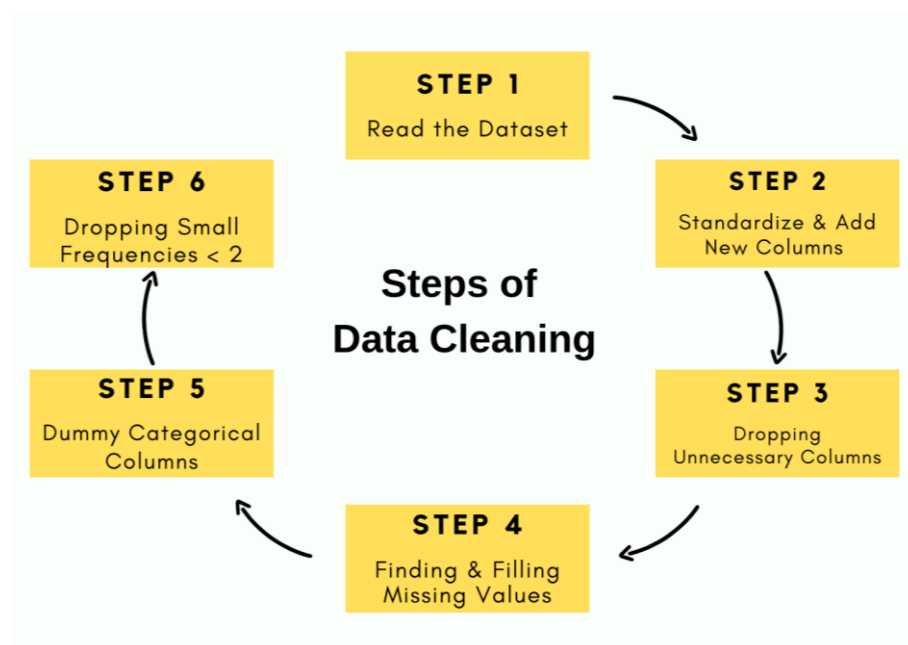 STEP 1
Read the Dataset
STEP 2
Standardize & Add
New Columns
STEP 3
Dropping
Unnecessary Columns
STEP 4
Finding & Filling
Missing Values
STEP 5
Dummy Categorical
Columns
STEP 6
Dropping Small
Frequencies < 2
Steps of
Data Cleaning